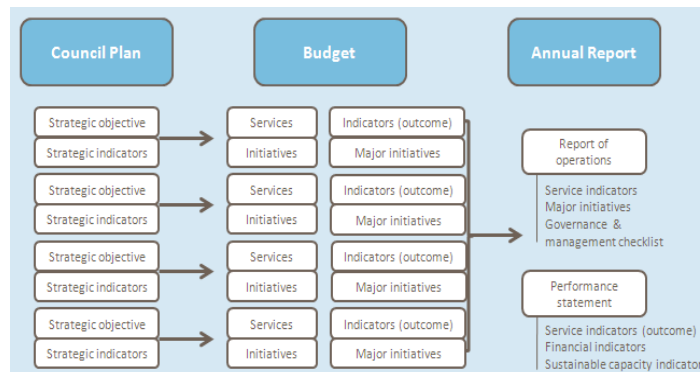 Council Plan
Budget
Annual Report
Strategic objective
Strategic indicators
Services
Initiatives
Indicators (outcome)
Major initiatives
Strategic objective
Strategic indicators
Services
Initiatives
Indicators (outcome)
Major initiatives
Strategic objective
Strategic indicators
Services
Initiatives
Indicators (outcome)
Major initiatives
Strategic objective
Strategic indicators
Services
Initiatives
Indicators (outcome)
Major initiatives
Report of
operations
Service indicators
Major initiatives
Governance &
management checklist
Performance
statement
Service indicators (outcome)
Financial indicators
Sustainable capacity indicator